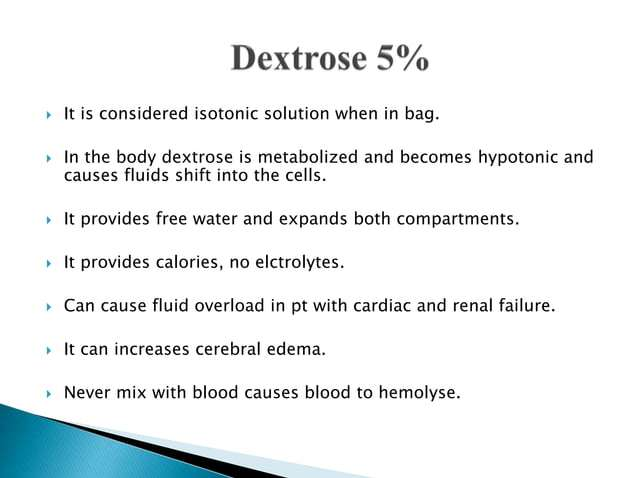 Dextrose 5%
It is considered isotonic solution when in bag.
In the body dextrose is metabolized and becomes hypotonic and
causes fluids shift into the cells.
It provides free water and expands both compartments.
It provides calories, no elctrolytes.
Can cause fluid overload in pt with cardiac and renal failure.
It can increases cerebral edema.
Never mix with blood causes blood to hemolyse.